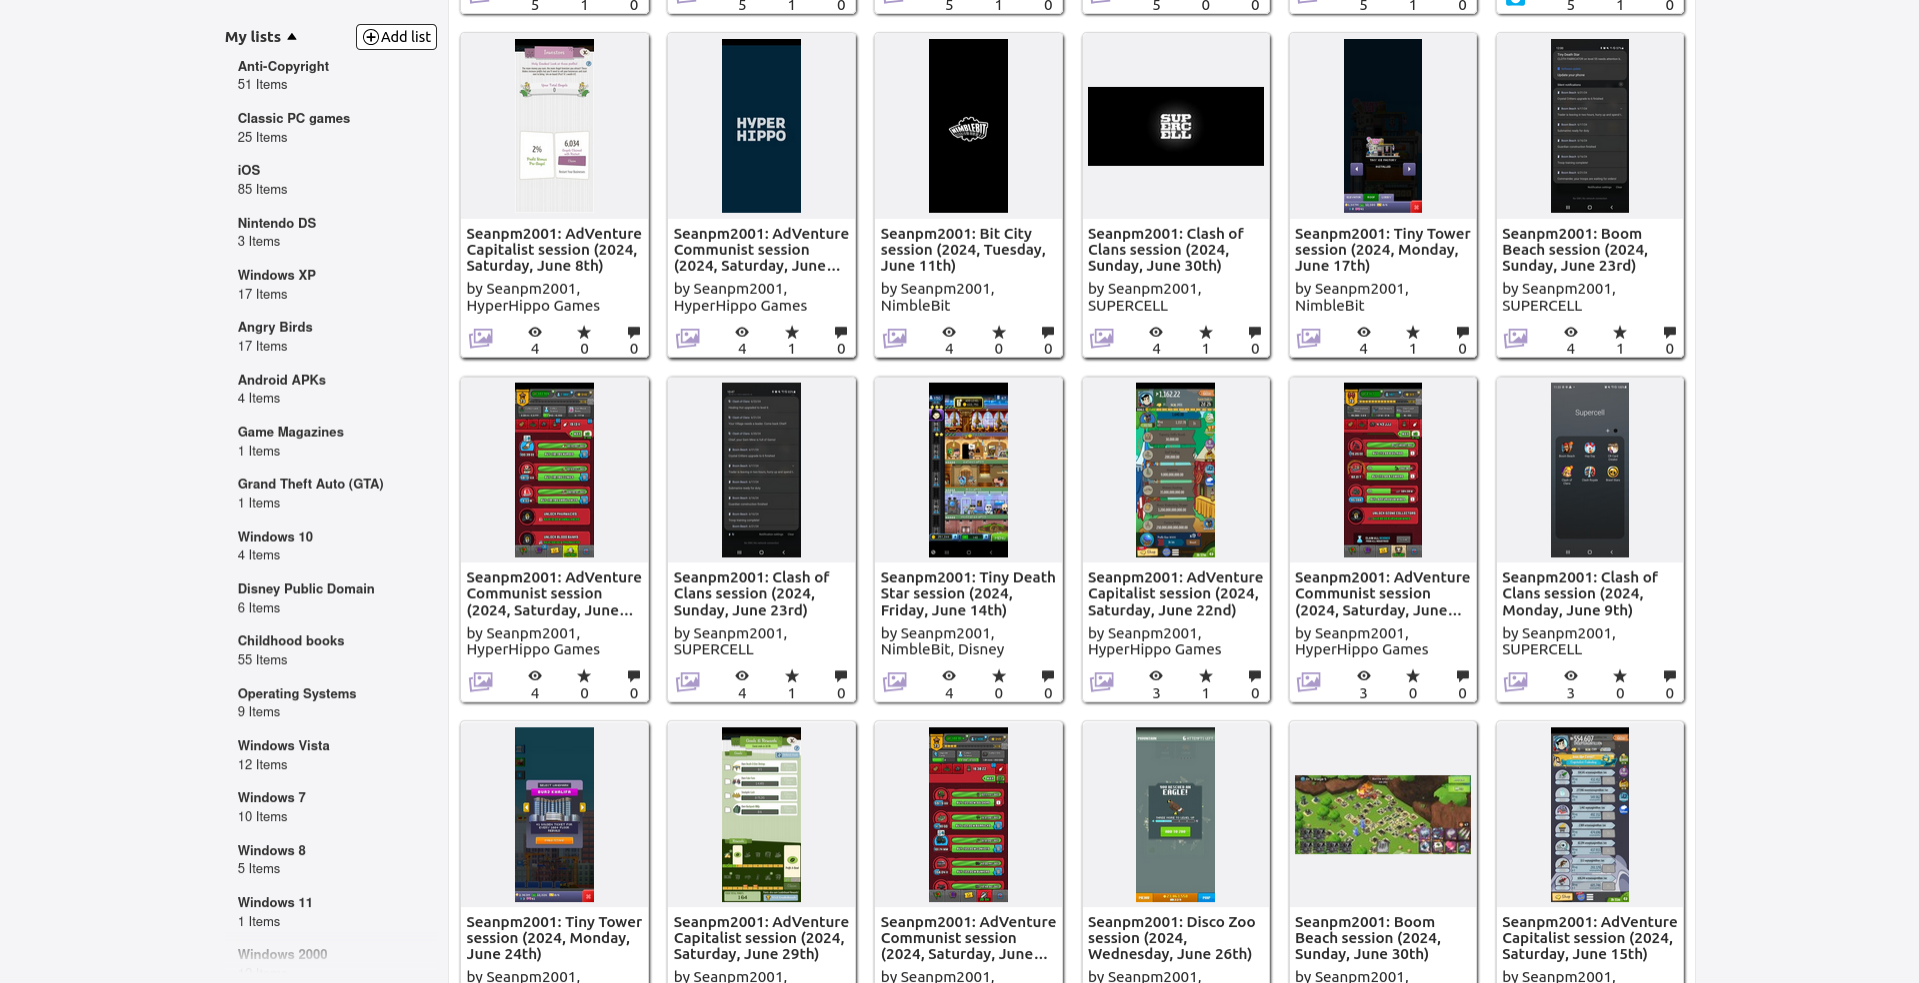 5 1 0
5 1 0
5 1 0
5 0 0
5 1 0
5 1 0
My lists
Add list
Anti-Copyright
51 Items
Classic PC games
25 Items
iOS
85 Items
Nintendo DS
3 Items
Windows XP
17 Items
Angry Birds
17 Items
Android APKs
4 Items
Game Magazines
1 Items
Grand Theft Auto (GTA)
1 Items
Windows 10
4 Items
Disney Public Domain
6 Items
Childhood books
55 Items
Operating Systems
9 Items
Windows Vista
12 Items
Windows 7
10 Items
Windows 8
5 Items
Windows 11
1 Items
Windows 2000
2%
6,034
Seanpm2001: AdVenture
Capitalist session (2024,
Saturday, June 8th)
by Seanpm2001,
HyperHippo Games
4 0 0
HYPER
HIPPO
Seanpm2001: AdVenture
Communist session
(2024, Saturday, June...
by Seanpm2001,
HyperHippo Games
4 1 0
NIMBLEBIT
Seanpm2001: Bit City
session (2024, Tuesday,
June 11th)
by Seanpm2001,
NimbleBit
4 0 0
SUP
ERC
ELL
Seanpm2001: Clash of
Clans session (2024,
Sunday, June 30th)
by Seanpm2001,
SUPERCELL
4 1 0
Seanpm2001: Tiny Tower
session (2024, Monday,
June 17th)
by Seanpm2001,
NimbleBit
4 1 0
Seanpm2001: Boom
Beach session (2024,
Sunday, June 23rd)
by Seanpm2001,
SUPERCELL
4 1 0
Seanpm2001: AdVenture
Communist session
(2024, Saturday, June...
by Seanpm2001,
HyperHippo Games
4 0 0
Seanpm2001: Clash of
Clans session (2024,
Sunday, June 23rd)
by Seanpm2001,
SUPERCELL
4 1 0
Seanpm2001: Tiny Death
Star session (2024,
Friday, June 14th)
by Seanpm2001,
NimbleBit, Disney
4 0 0
1,162.22
Seanpm2001: AdVenture
Capitalist session (2024,
Saturday, June 22nd)
by Seanpm2001,
HyperHippo Games
3 1 0
Seanpm2001: AdVenture
Communist session
(2024, Saturday, June...
by Seanpm2001,
HyperHippo Games
3 0 0
Supercell
Seanpm2001: Clash of
Clans session (2024,
Monday, June 9th)
by Seanpm2001,
SUPERCELL
3 0 0
Seanpm2001: Tiny Tower
session (2024, Monday,
June 24th)
by Seanpm2001,
Seanpm2001: AdVenture
Capitalist session (2024,
Saturday, June 29th)
by Seanpm2001,
Seanpm2001: AdVenture
Communist session
(2024, Saturday, June...
by Seanpm2001,
EAGLE!
Seanpm2001: Disco Zoo
session (2024,
Wednesday, June 26th)
by Seanpm2001,
Seanpm2001: Boom
Beach session (2024,
Sunday, June 30th)
by Seanpm2001,
Seanpm2001: AdVenture
Capitalist session (2024,
Saturday, June 15th)
by Seanpm2001,